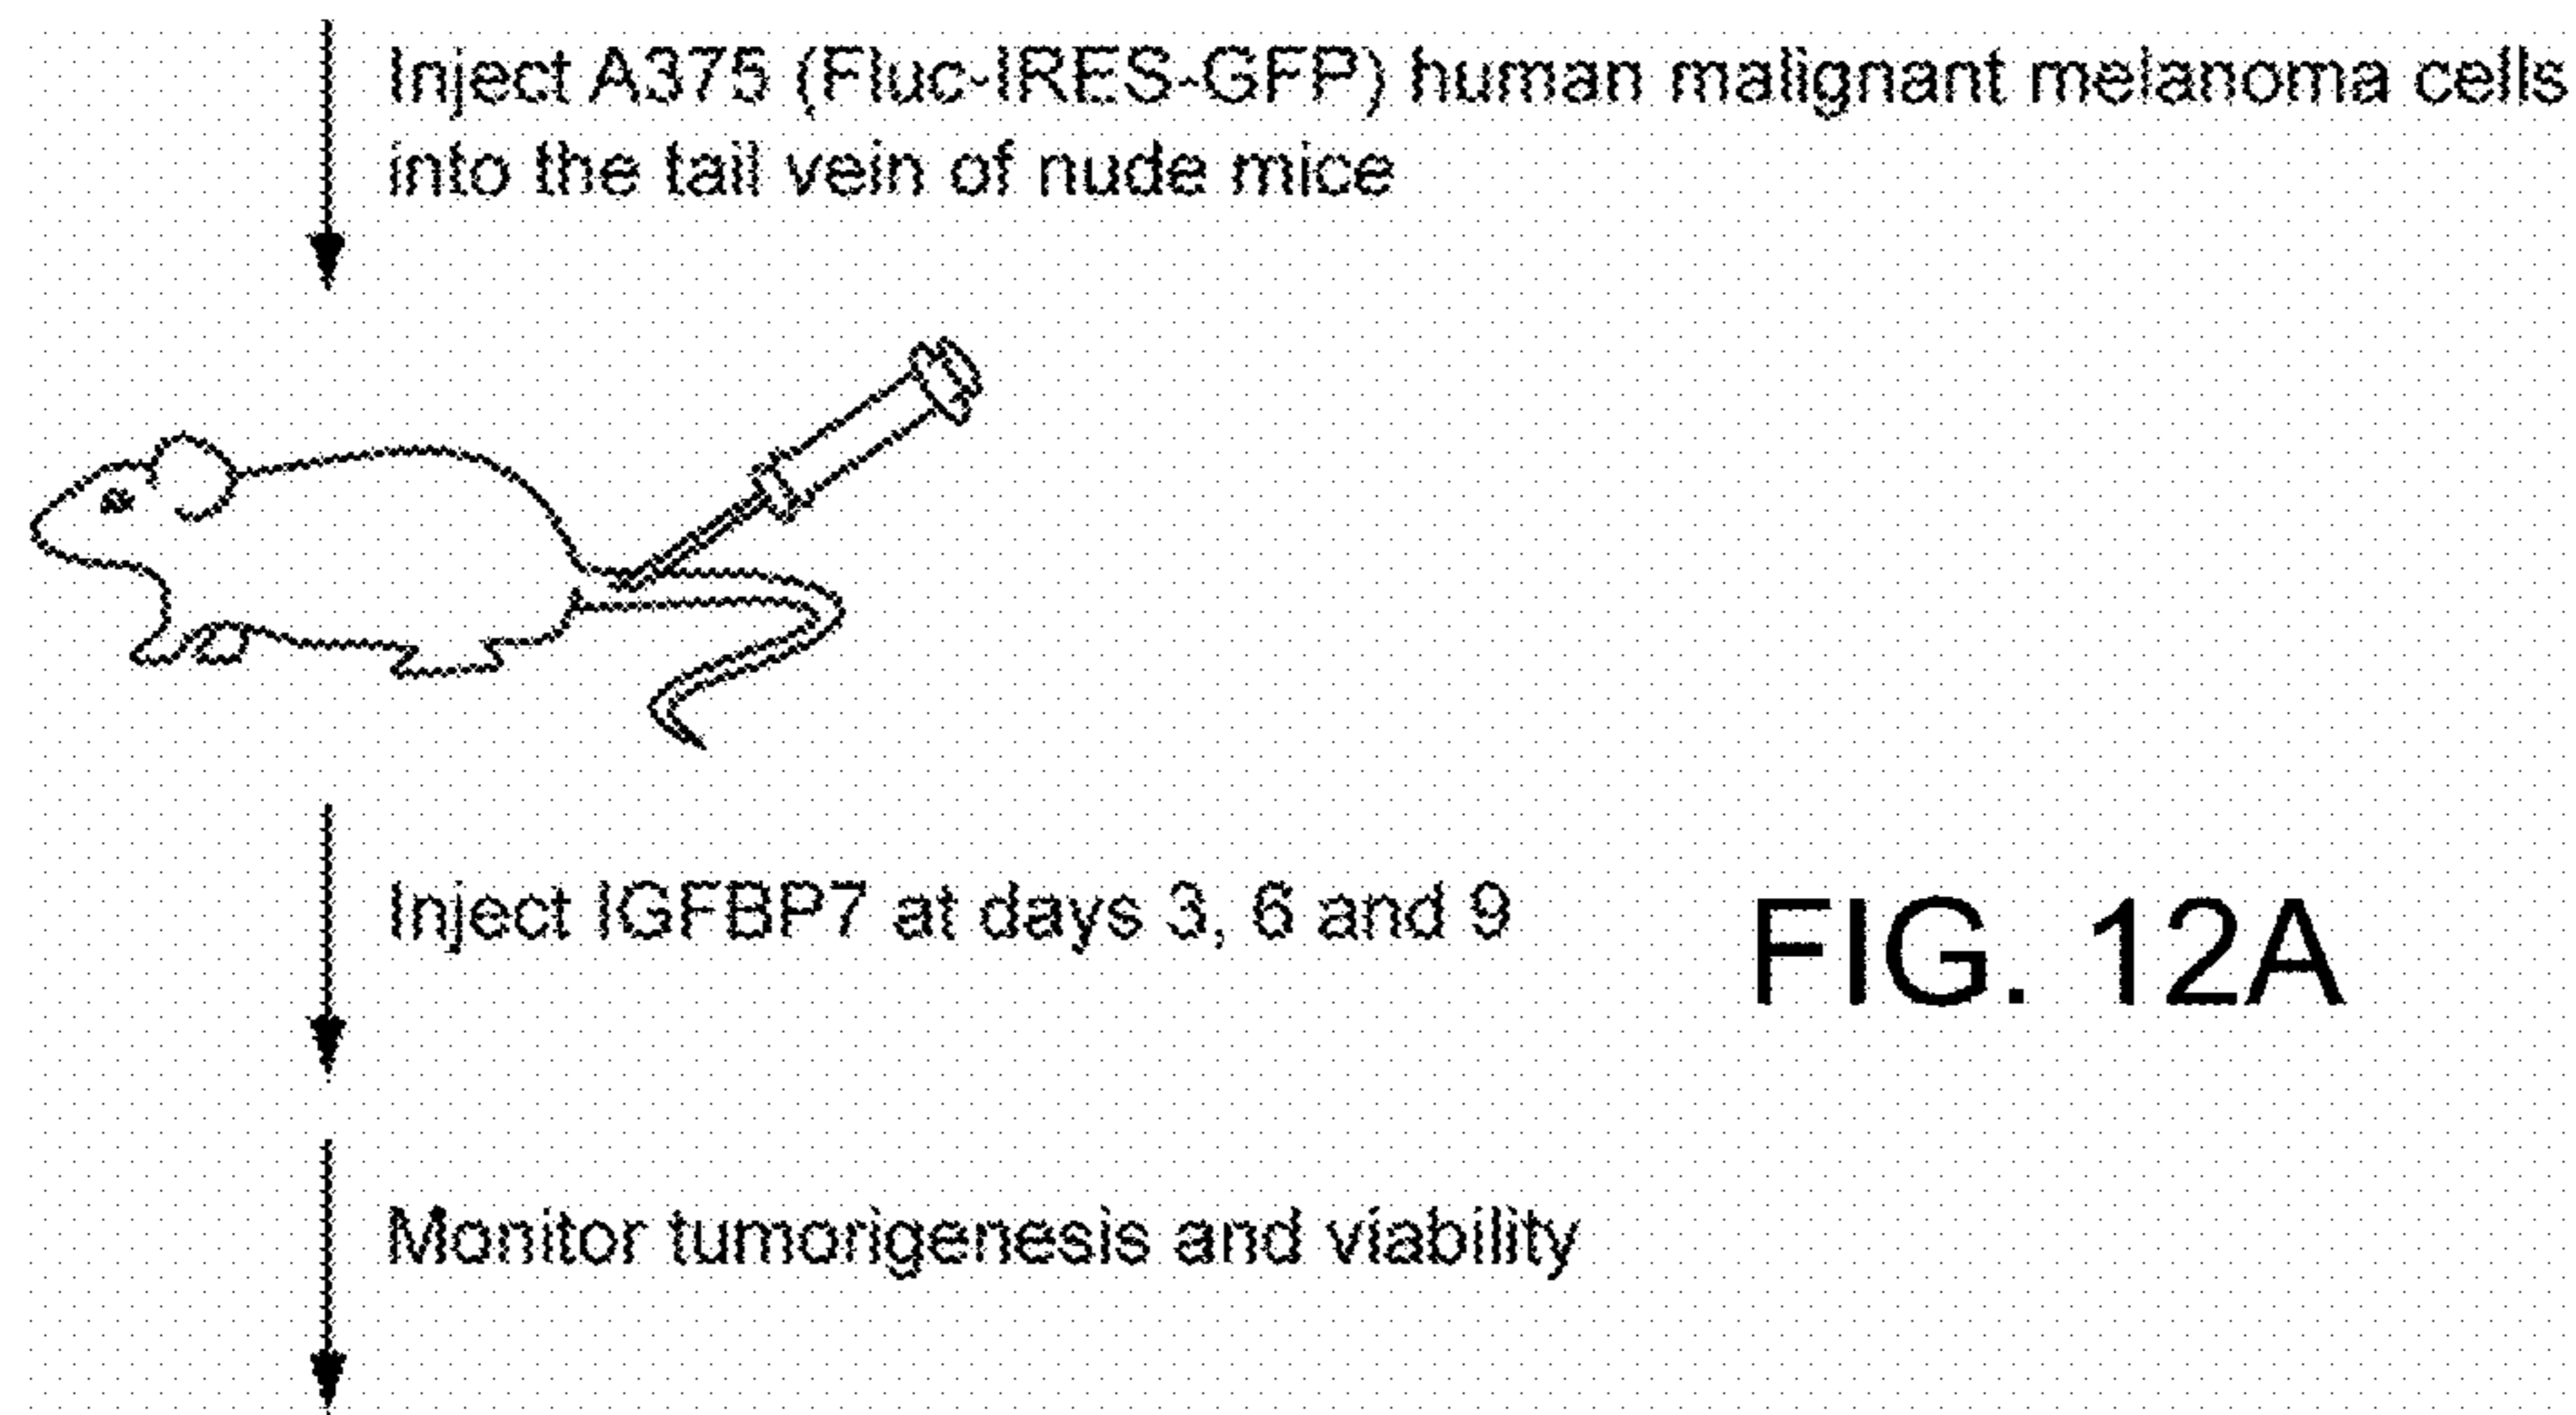 Inject A375 (Fluc-IRES-GFP) human malignant melanoma cells
into the tail vein of nude mice
Inject IGFBP7 at days 3, 6 and 9
FIG. 12A
Monitor tumorigenesis and viability